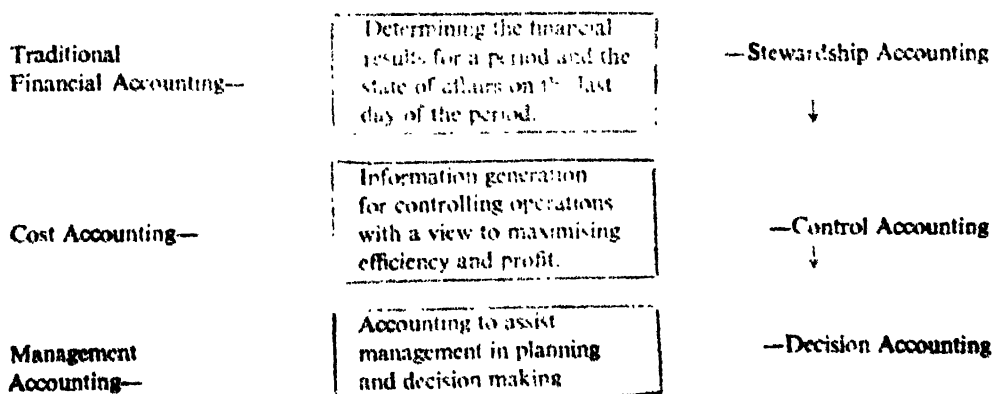 Traditional
Financial Accounting—
Determining the financial
results for a period and the
state of affairs on the last
day of the period.
—Stewardship Accounting
↓
Cost Accounting—
Information generation
for controlling operations
with a view to maximising
efficiency and profit.
—Control Accounting
↓
Management
Accounting—
Accounting to assist
management in planning
and decision making
—Decision Accounting